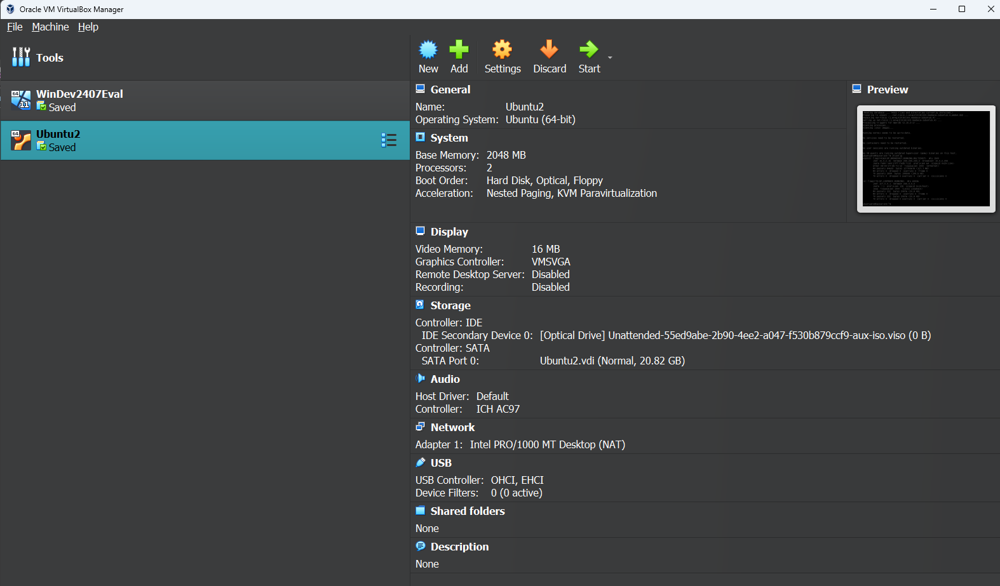 Oracle VM VirtualBox Manager
File Machine Help
Tools
New Add Settings Discard Start
64
11
WinDev2407Eval
Saved
64
Ubuntu2
Saved
General
Name: Ubuntu2
Operating System: Ubuntu (64-bit)
System
Base Memory: 2048 MB
Processors: 2
Boot Order: Hard Disk, Optical, Floppy
Acceleration: Nested Paging, KVM Paravirtualization
Preview
Display
Video Memory: 16 MB
Graphics Controller: VMSVGA
Remote Desktop Server: Disabled
Recording: Disabled
Storage
Controller: IDE
IDE Secondary Device 0: [Optical Drive] Unattended-55ed9abe-2b90-4ee2-a047-f530b879ccf9-aux-iso.viso (0 B)
Controller: SATA
SATA Port 0: Ubuntu2.vdi (Normal, 20.82 GB)
Audio
Host Driver: Default
Controller: ICH AC97
Network
Adapter 1: Intel PRO/1000 MT Desktop (NAT)
USB
USB Controller: OHCI, EHCI
Device Filters: 0 (0 active)
Shared folders
None
Description
None